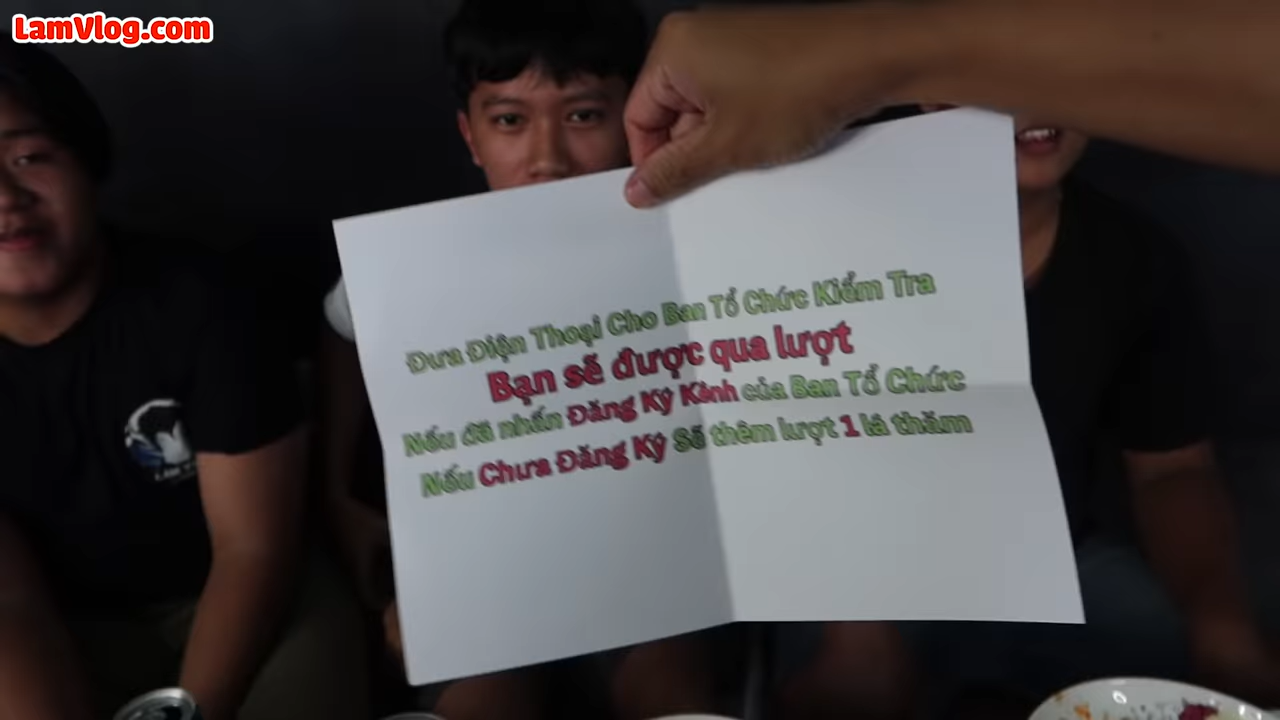 LamVlog.com
Đưa Điện Thoại Cho Ban Tổ Chức Kiểm Tra
Bạn sẽ được qua lượt
Nếu đã nhấn Đăng Ký Kênh của Ban Tổ Chức
Nếu Chưa Đăng Ký Sẽ thêm lượt 1 lá thăm